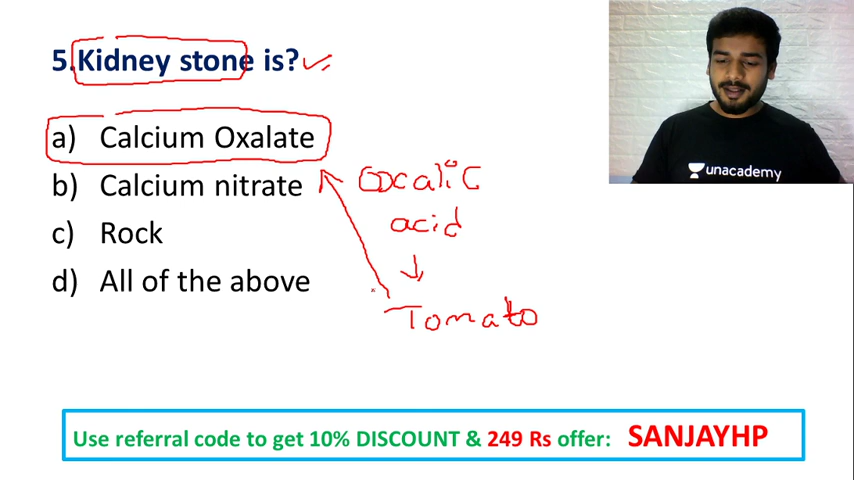 5.Kidney stone is?
a) Calcium Oxalate
b) Calcium nitrate
c) Rock
d) All of the above
Oxalic
acid
Tomato
unacademy
Use referral code to get 10% DISCOUNT & 249 Rs offer: SANJAYHP